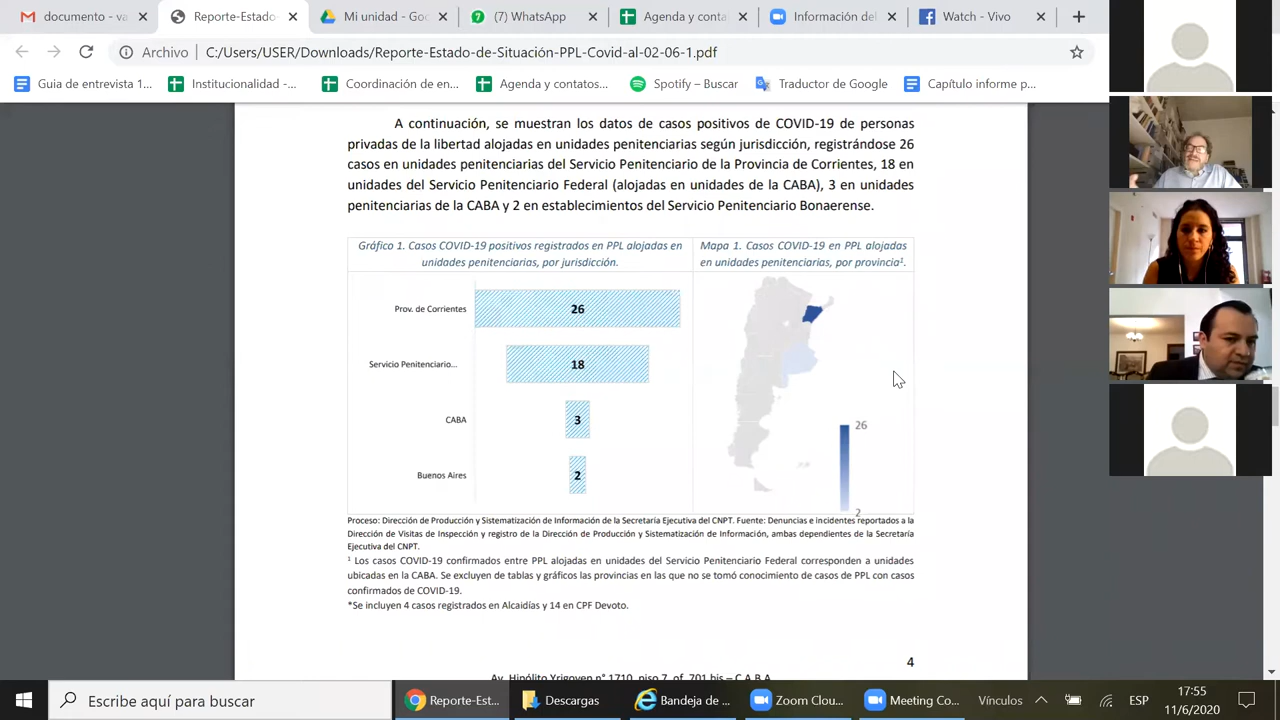 documento - va
Reporte-Estado-
Mi unidad - Goo
(7) WhatsApp
Agenda y conta
Información del
Watch - Vivo
Archivo
C:/Users/USER/Downloads/Reporte-Estado-de-Situación-PPL-Covid-al-02-06-1.pdf
Guia de entrevista 1...
Institucionalidad -...
Coordinación de en...
Agenda y contatos...
Spotify – Buscar
Traductor de Google
Capítulo informe p...
A continuación, se muestran los datos de casos positivos de COVID-19 de personas
privadas de la libertad alojadas en unidades penitenciarias según jurisdicción, registrándose 26
casos en unidades penitenciarias del Servicio Penitenciario de la Provincia de Corrientes, 18 en
unidades del Servicio Penitenciario Federal (alojadas en unidades de la CABA), 3 en unidades
penitenciarias de la CABA y 2 en establecimientos del Servicio Penitenciario Bonaerense.
Gráfico 1. Casos COVID-19 positivos registrados en PPL alojadas en
unidades penitenciarias, por jurisdicción.
Prov. de Corrientes
26
Servicio Penitenciario...
18
CABA
3
Buenos Aires
2
Mapa 1. Casos COVID-19 en PPL alojadas
en unidades penitenciarias, por provincia¹.
26
2
Proceso: Dirección de Producción y Sistematización de Información de la Secretaría Ejecutiva del CNPT. Fuente: Denuncias e incidentes reportados a la
Dirección de Visitas de Inspección y registro de la Dirección de Producción y Sistematización de Información, ambas dependientes de la Secretaría
Ejecutiva del CNPT.
¹ Los casos COVID-19 confirmados entre PPL alojadas en unidades del Servicio Penitenciario Federal corresponden a unidades
ubicadas en la CABA. Se excluyen de tablas y gráficos las provincias en las que no se tomó conocimiento de casos de PPL con casos
confirmados de COVID-19.
*Se incluyen 4 casos registrados en Alcaidías y 14 en CPF Devoto.
4
Av. Hipólito Yrigoyen n° 1710, piso 7, of. 701 bis – C.A.B.A.
Escribe aquí para buscar
Reporte-Est...
Descargas
Bandeja de ...
Zoom Clou...
Meeting Co...
Vínculos
ESP
17:55
11/6/2020